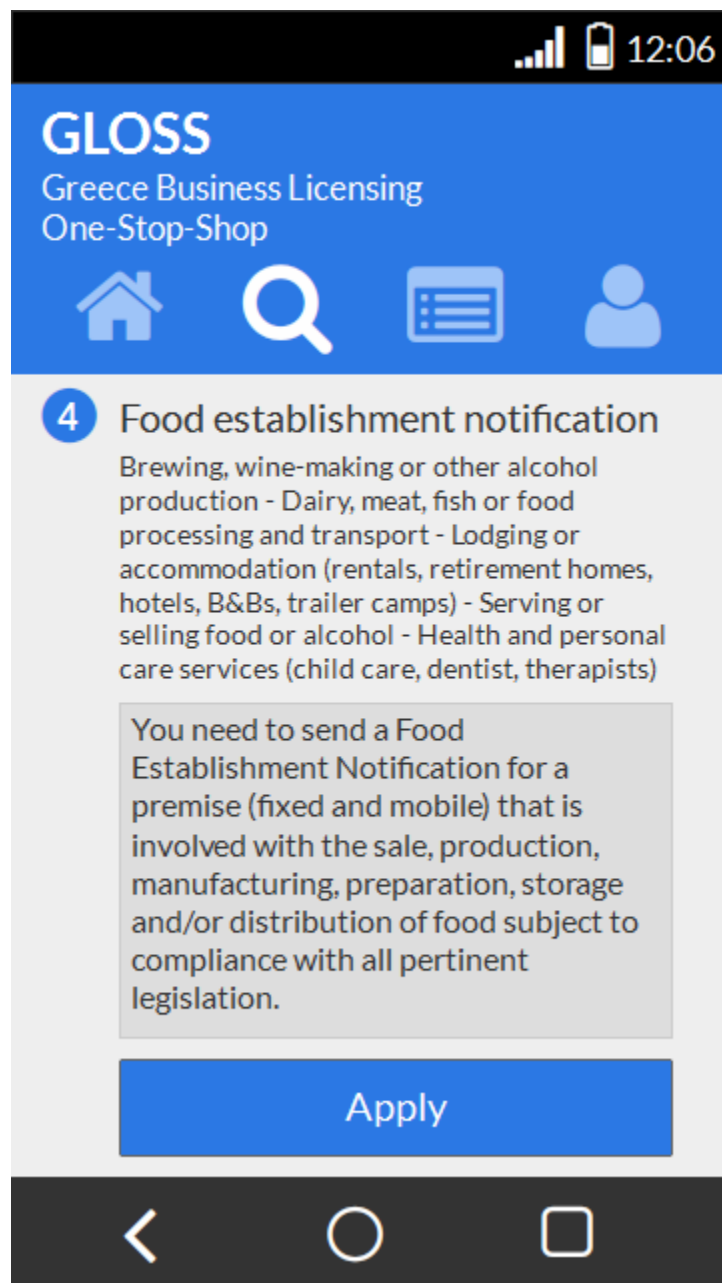 12:06
GLOSS
Greece Business Licensing
One-Stop-Shop
4 Food establishment notification
Brewing, wine-making or other alcohol
production - Dairy, meat, fish or food
processing and transport - Lodging or
accommodation (rentals, retirement homes,
hotels, B&Bs, trailer camps) - Serving or
selling food or alcohol - Health and personal
care services (child care, dentist, therapists)
You need to send a Food
Establishment Notification for a
premise (fixed and mobile) that is
involved with the sale, production,
manufacturing, preparation, storage
and/or distribution of food subject to
compliance with all pertinent
legislation.
Apply